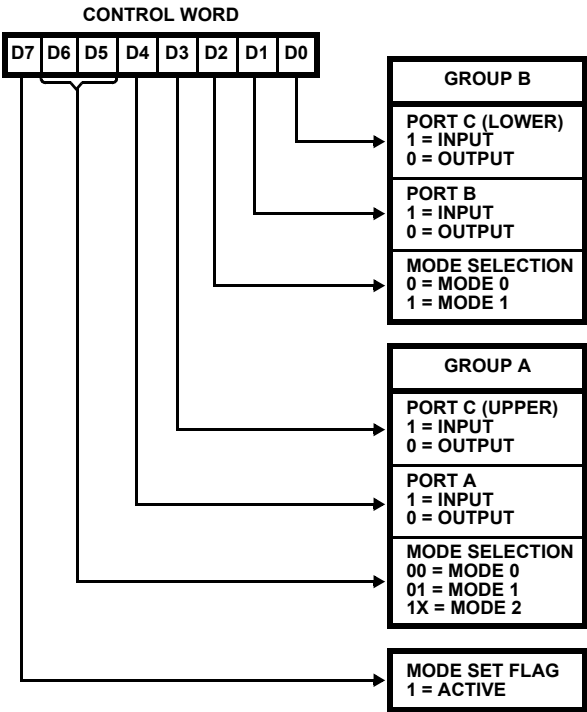 CONTROL WORD
D7 D6 D5 D4 D3 D2 D1 D0
GROUP B
PORT C (LOWER)
1 = INPUT
0 = OUTPUT
PORT B
1 = INPUT
0 = OUTPUT
MODE SELECTION
0 = MODE 0
1 = MODE 1
GROUP A
PORT C (UPPER)
1 = INPUT
0 = OUTPUT
PORT A
1 = INPUT
0 = OUTPUT
MODE SELECTION
00 = MODE 0
01 = MODE 1
1X = MODE 2
MODE SET FLAG
1 = ACTIVE